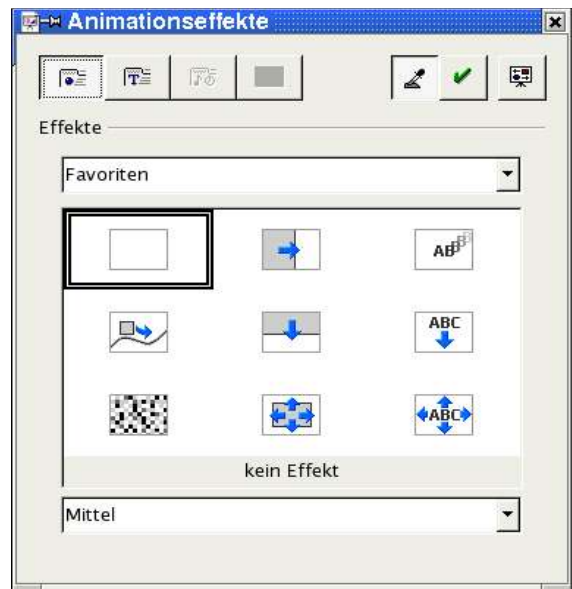 Animationseffekte
T
Effekte
Favoriten
AB
ABC
ABC
kein Effekt
Mittel